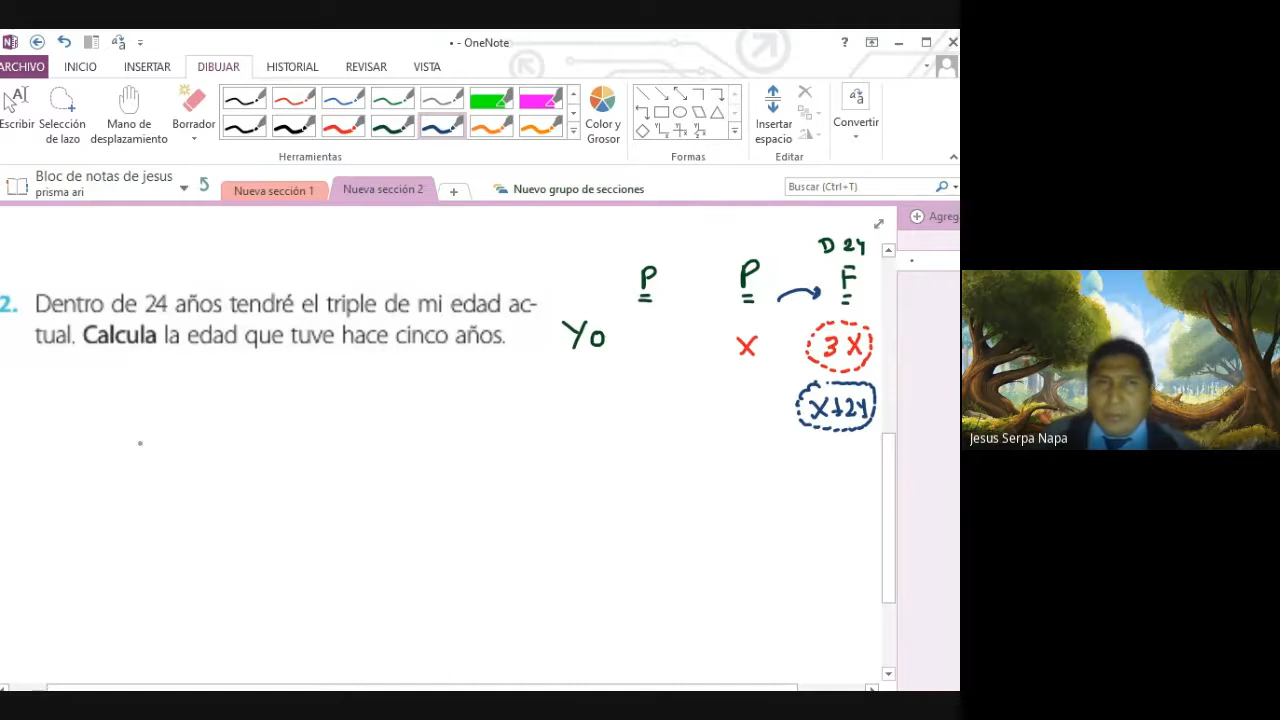 • - OneNote
?
ARCHIVO INICIO INSERTAR DIBUJAR HISTORIAL REVISAR VISTA
Escribir Selección de lazo Mano de desplazamiento Borrador Color y Grosor Insertar espacio Convertir
Herramientas Formas Editar
Bloc de notas de jesus
prisma ari
Nueva sección 1 Nueva sección 2 + Nuevo grupo de secciones Buscar (Ctrl+T)
Agreg
D 24
P P F
2. Dentro de 24 años tendré el triple de mi edad ac-
tual. Calcula la edad que tuve hace cinco años.
Yo X 3X
X+24
Jesus Serpa Napa